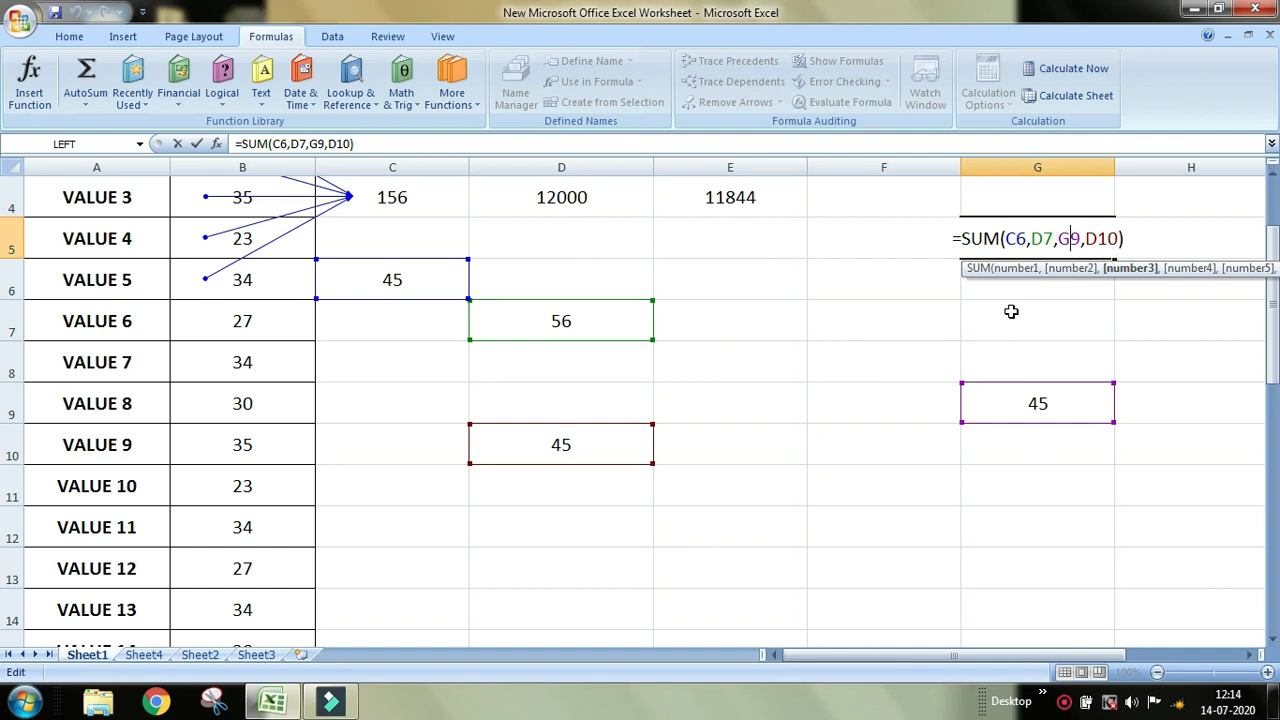 New Microsoft Office Excel Worksheet - Microsoft Excel
Home Insert Page Layout Formulas Data Review View
Insert Function
AutoSum
Recently Used
Financial
Logical
Text
Date & Time
Lookup & Reference
Math & Trig
More Functions
Function Library
Name Manager
Define Name
Use in Formula
Create from Selection
Defined Names
Trace Precedents
Trace Dependents
Remove Arrows
Show Formulas
Error Checking
Evaluate Formula
Formula Auditing
Watch Window
Calculation Options
Calculate Now
Calculate Sheet
Calculation
LEFT fx =SUM(C6,D7,G9,D10)
A B C D E F G H
4 VALUE 3 35 156 12000 11844
5 VALUE 4 23 =SUM(C6,D7,G9,D10)
SUM(number1, [number2], [number3], [number4], [number5],
6 VALUE 5 34 45
7 VALUE 6 27 56
8 VALUE 7 34
9 VALUE 8 30 45
10 VALUE 9 35 45
11 VALUE 10 23
12 VALUE 11 34
13 VALUE 12 27
14 VALUE 13 34
Sheet1 Sheet4 Sheet2 Sheet3
Edit 100%
Desktop
12:14
14-07-2020